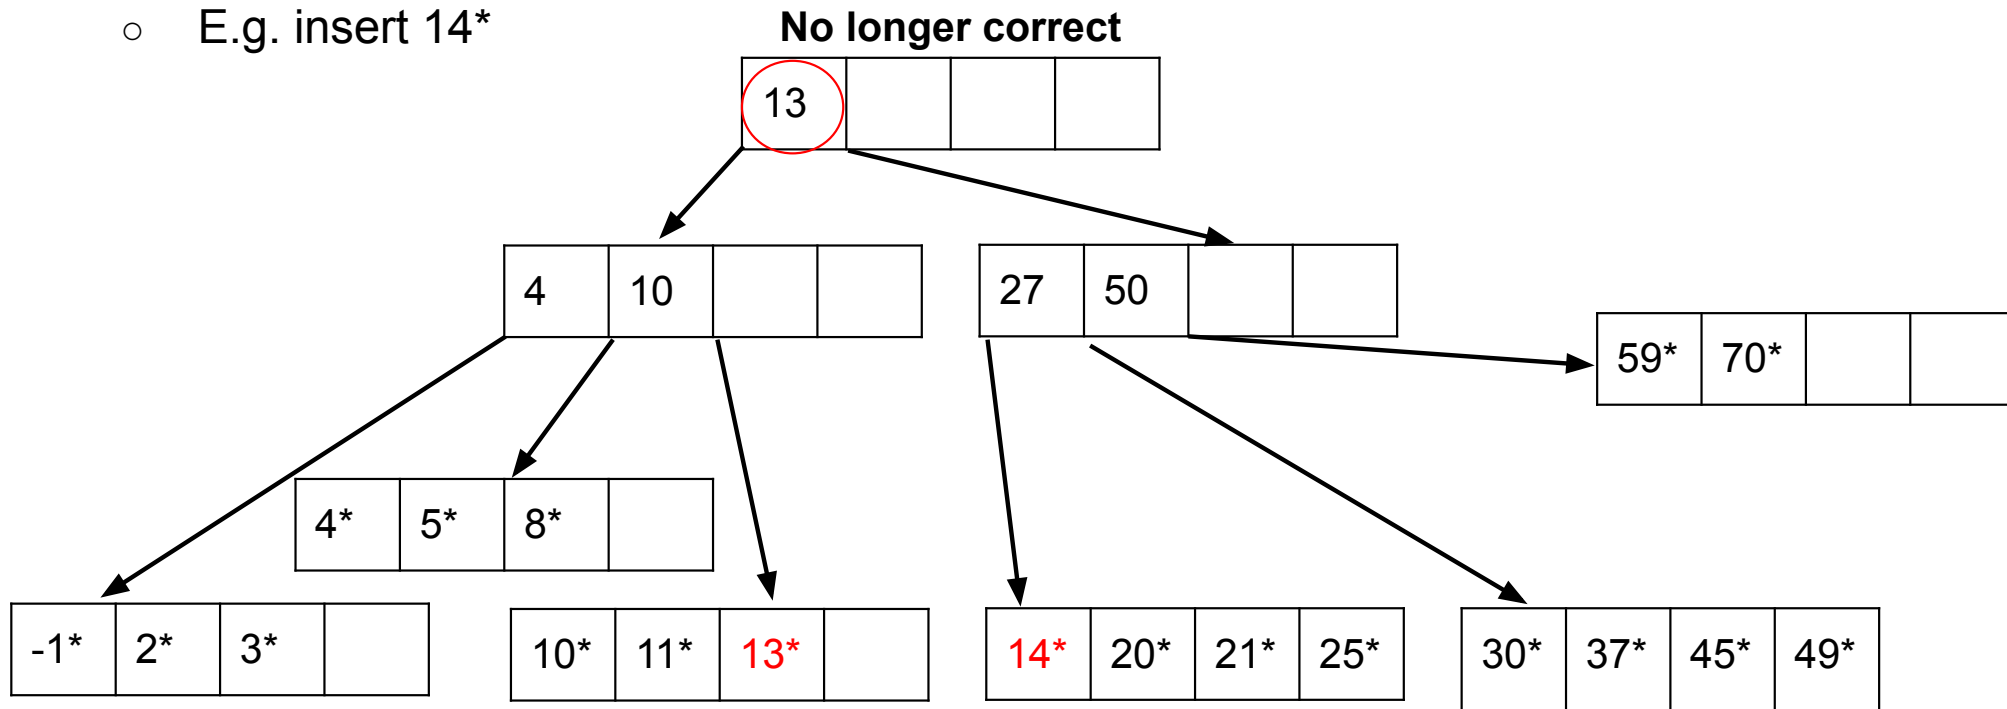 ○ E.g. insert 14*
No longer correct
13
4 10
27 50
59* 70*
4* 5* 8*
-1* 2* 3*
10* 11* 13*
14* 20* 21* 25*
30* 37* 45* 49*